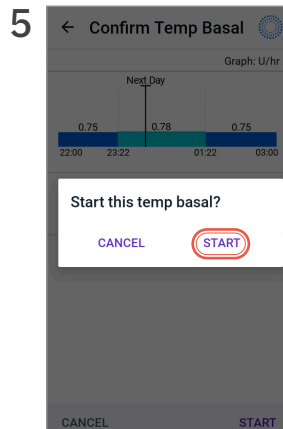 5
← Confirm Temp Basal
Graph: U/hr
Next Day
0.75 0.78 0.75
22:00 23:22 01:22 03:00
Start this temp basal?
CANCEL START
CANCEL START